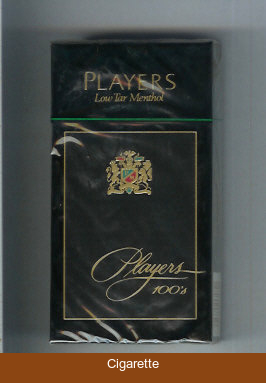 PLAYERS
Low Tar Menthol
Players
100's
Cigarette